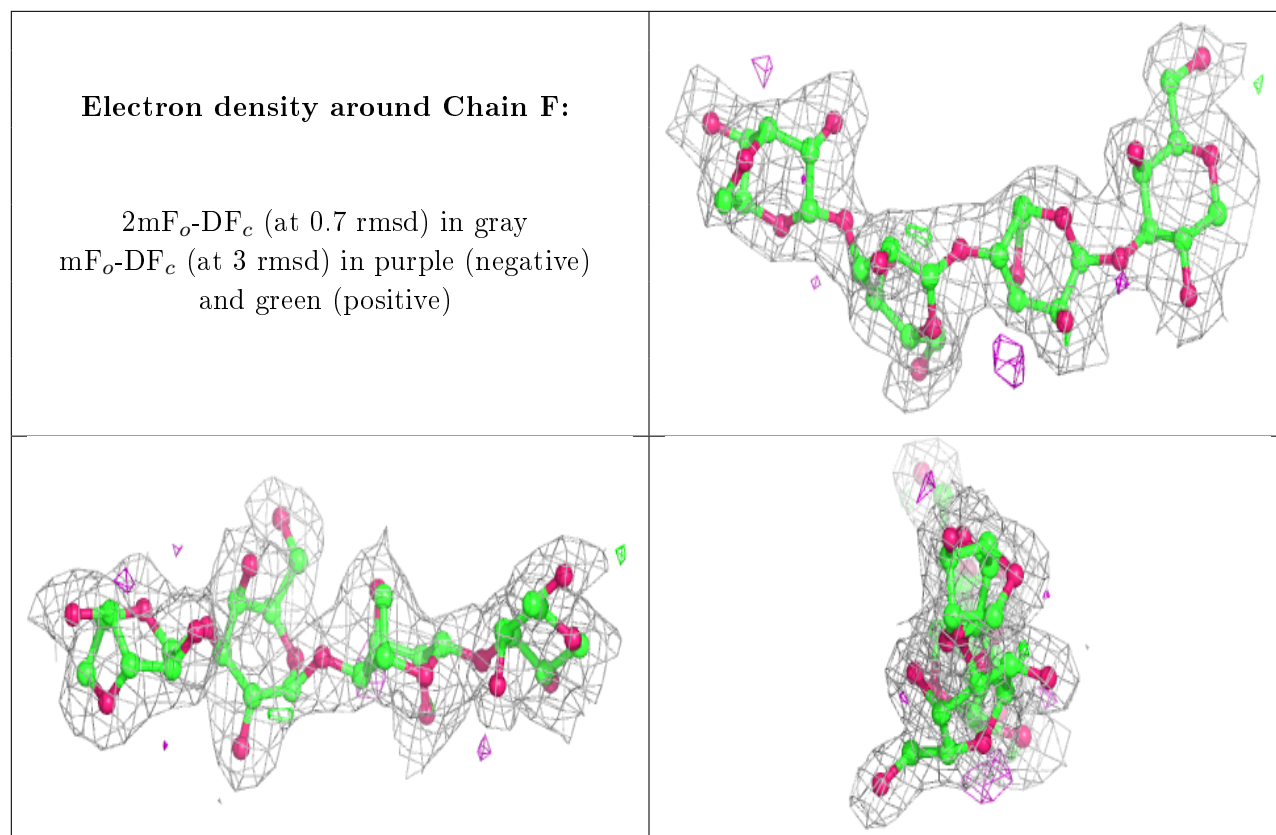 Electron density around Chain F:
2mFo-DFc (at 0.7 rmsd) in gray
mFo-DFc (at 3 rmsd) in purple (negative)
and green (positive)